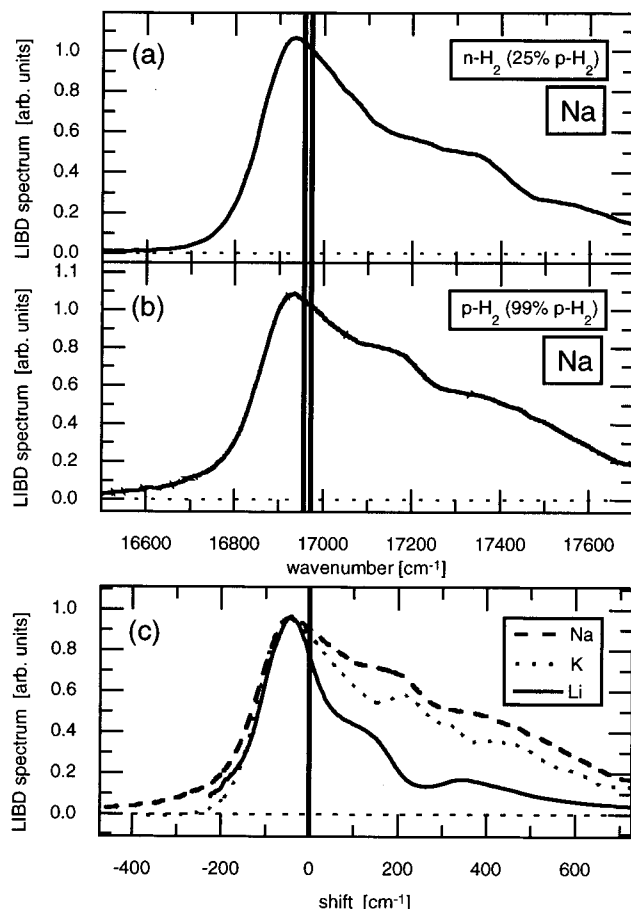 (a)
n-H₂ (25% p-H₂)
Na
LIBD spectrum [arb. units]
1.0
0.8
0.6
0.4
0.2
0.0
(b)
p-H₂ (99% p-H₂)
Na
LIBD spectrum [arb. units]
1.1
1.0
0.8
0.6
0.4
0.2
0.0
16600 16800 17000 17200 17400 17600
wavenumber [cm⁻¹]
(c)
Na
K
Li
LIBD spectrum [arb. units]
1.0
0.8
0.6
0.4
0.2
0.0
-400 -200 0 200 400 600
shift [cm⁻¹]